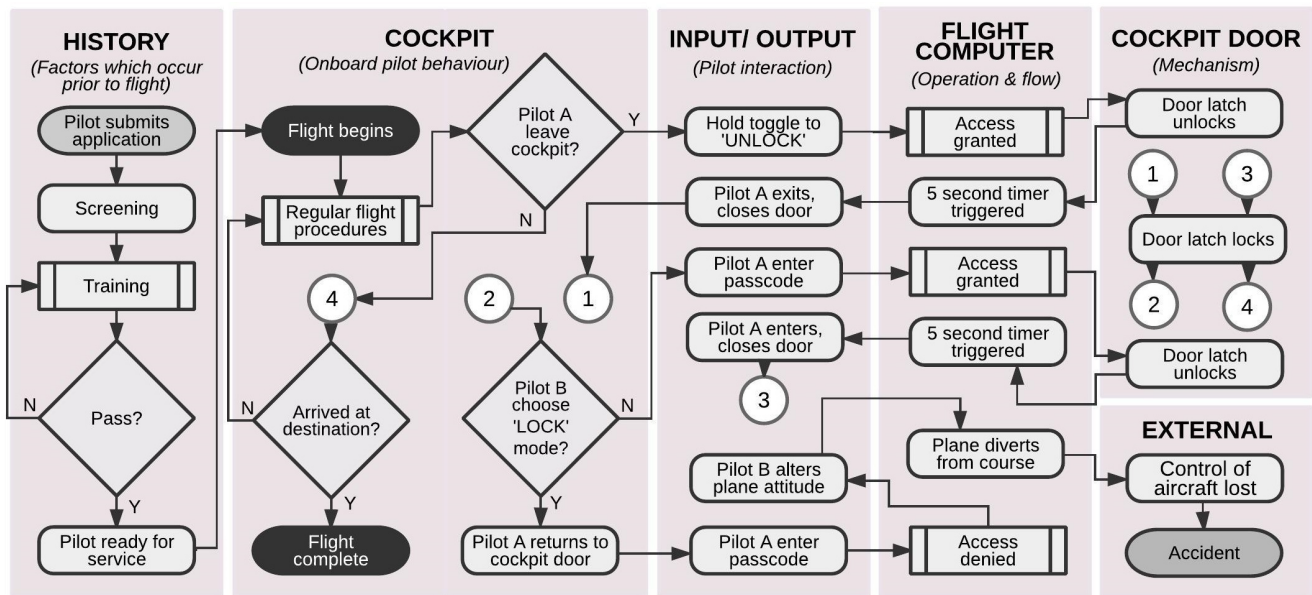 HISTORY
(Factors which occur
prior to flight)
Pilot submits
application
Screening
Training
Pass?
N
Y
Pilot ready for
service
COCKPIT
(Onboard pilot behaviour)
Flight begins
Regular flight
procedures
Pilot A
leave
cockpit?
Y
N
4
2
1
Arrived at
destination?
N
Y
Flight
complete
Pilot B
choose
'LOCK'
mode?
N
Y
Pilot A returns to
cockpit door
INPUT/ OUTPUT
(Pilot interaction)
Hold toggle to
'UNLOCK'
Pilot A exits,
closes door
Pilot A enter
passcode
Pilot A enters,
closes door
3
Pilot B alters
plane attitude
Pilot A enter
passcode
FLIGHT
COMPUTER
(Operation & flow)
Access
granted
5 second timer
triggered
Access
granted
5 second timer
triggered
Plane diverts
from course
Access
denied
COCKPIT DOOR
(Mechanism)
Door latch
unlocks
1
3
Door latch locks
2
4
Door latch
unlocks
EXTERNAL
Control of
aircraft lost
Accident